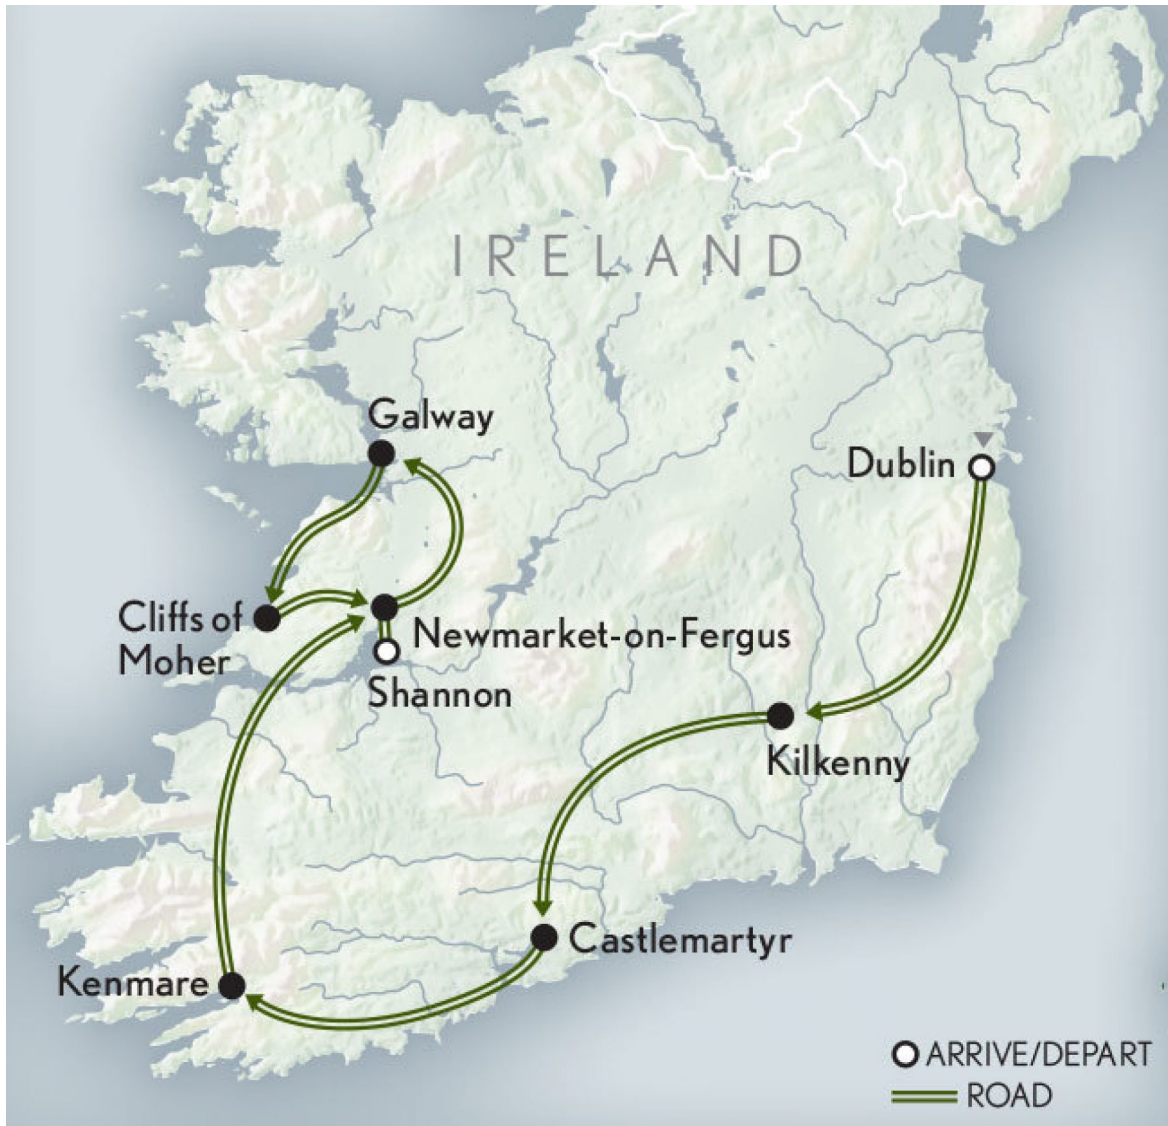 IRELAND
Galway
Dublin
Cliffs of
Moher
Newmarket-on-Fergus
Shannon
Kilkenny
Castlemartyr
Kenmare
ARRIVE/DEPART
ROAD